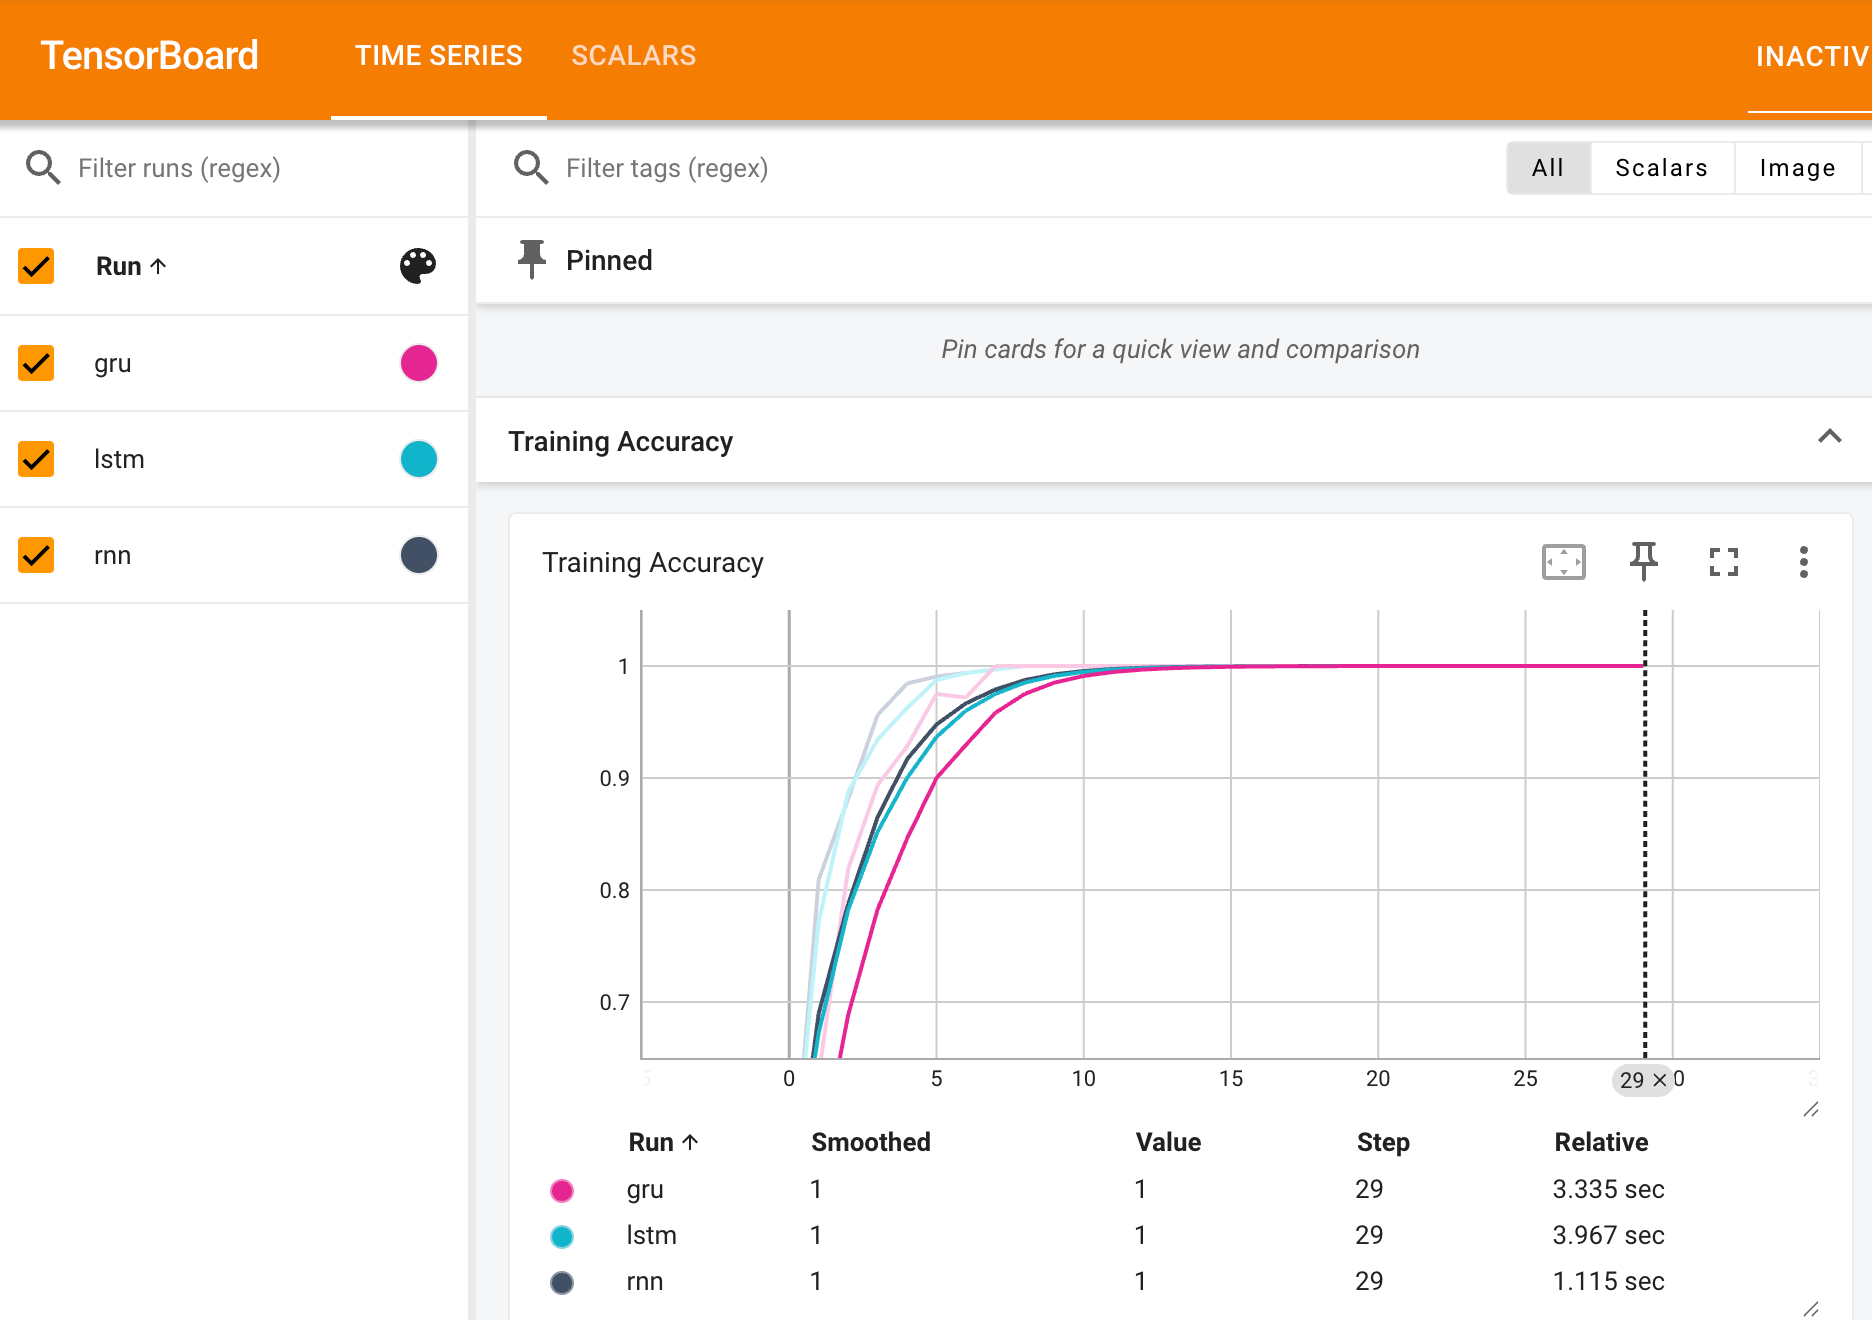 TensorBoard TIME SERIES SCALARS INACTIV
Filter runs (regex)
Filter tags (regex)
All Scalars Image
Run ↑
gru
lstm
rnn
Pinned
Pin cards for a quick view and comparison
Training Accuracy
Training Accuracy
1
0.9
0.8
0.7
0 5 10 15 20 25 29 × 0
Run ↑ Smoothed Value Step Relative
gru 1 1 29 3.335 sec
lstm 1 1 29 3.967 sec
rnn 1 1 29 1.115 sec